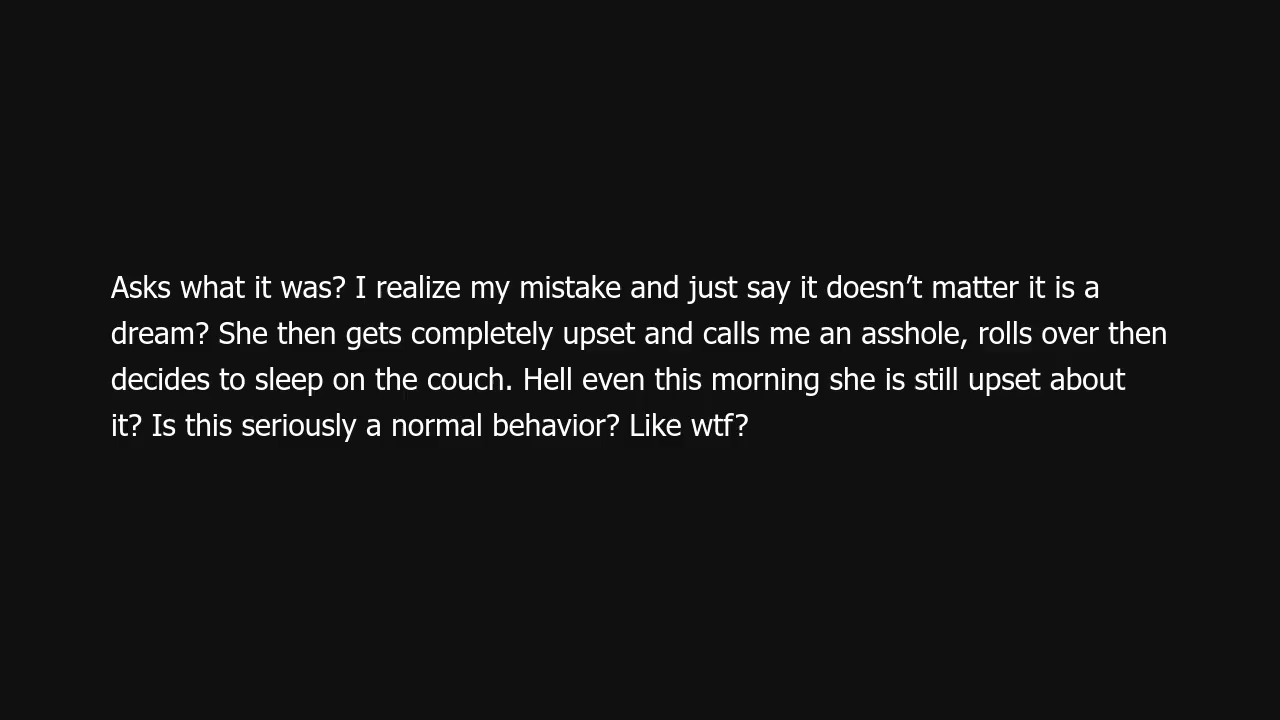 Asks what it was? I realize my mistake and just say it doesn’t matter it is a
dream? She then gets completely upset and calls me an asshole, rolls over then
decides to sleep on the couch. Hell even this morning she is still upset about
it? Is this seriously a normal behavior? Like wtf?